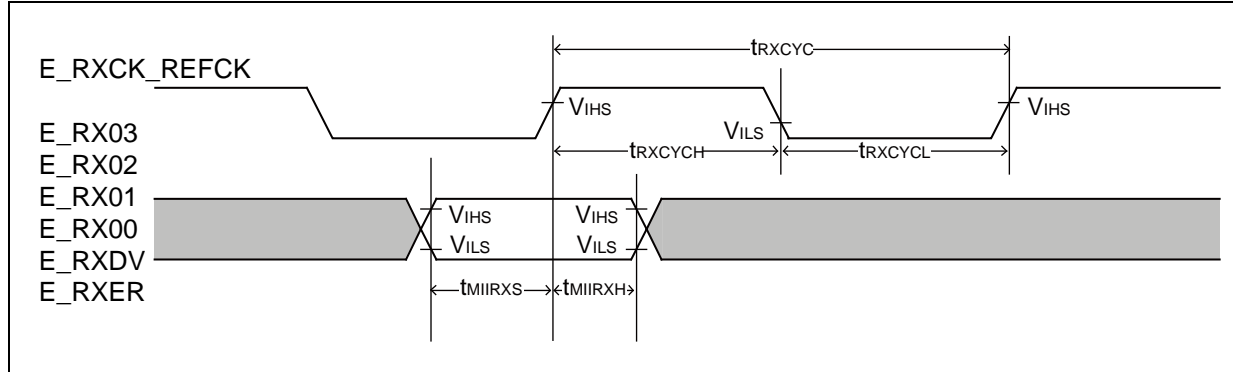 tRXCYC
E_RXCK_REFCK
VIHS
VIHS
E_RX03
VILS
tRXCYCH
tRXCYCL
E_RX02
E_RX01
VIHS
VIHS
E_RX00
VILS
VILS
E_RXDV
E_RXER
tMIIRXS
tMIIRXH